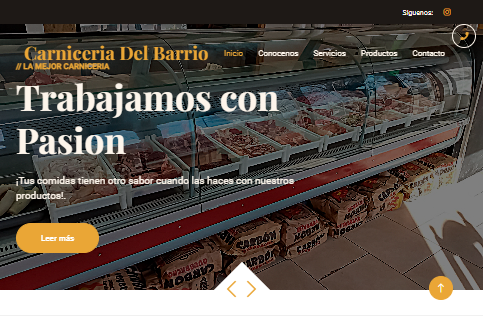 Siguenos:
Carniceria Del Barrio
Inicio Conocenos Servicios Productos Contacto
// LA MEJOR CARNICERIA
Trabajamos con
Pasion
¡Tus comidas tienen otro sabor cuando las haces con nuestros
productos!.
Leer más
CARBÓN
CARBON
CARBON